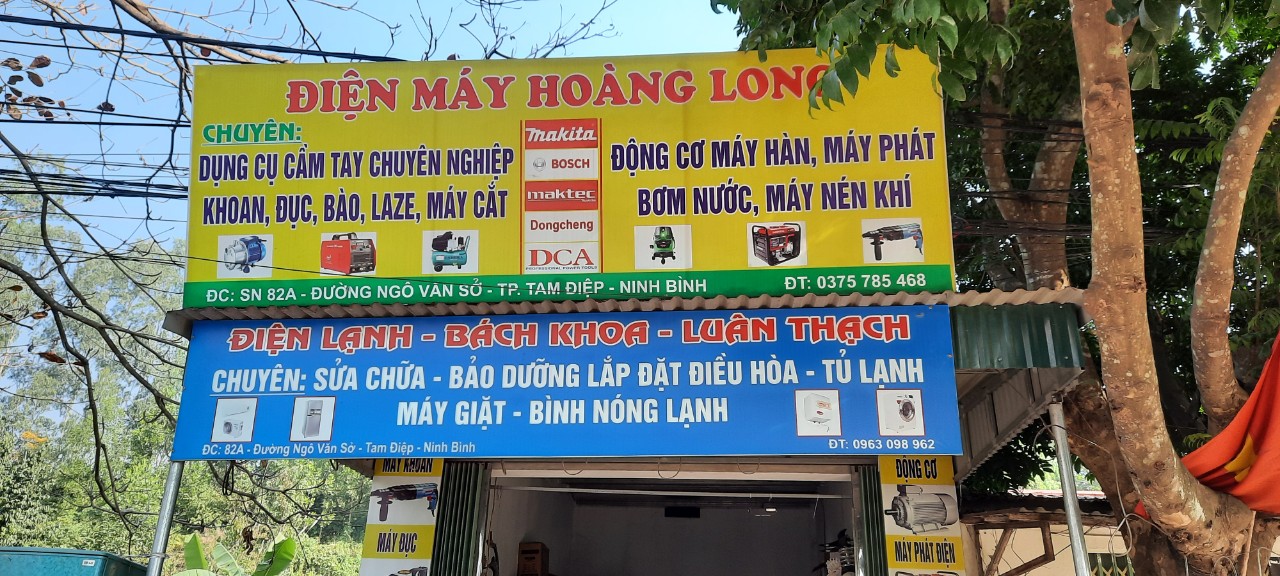 ĐIỆN MÁY HOÀNG LONG
CHUYÊN:
DỤNG CỤ CẦM TAY CHUYÊN NGHIỆP
KHOAN, ĐỤC, BÀO, LAZE, MÁY CẮT
makita
BOSCH
maktec
Dongcheng
DCA
PROFESSIONAL POWER TOOLS
ĐỘNG CƠ MÁY HÀN, MÁY PHÁT
BƠM NƯỚC, MÁY NÉN KHÍ
ĐC: SN 82A - ĐƯỜNG NGÔ VĂN SỞ - TP. TAM ĐIỆP - NINH BÌNH
ĐT: 0375 785 468
ĐIỆN LẠNH - BÁCH KHOA - LUÂN THẠCH
CHUYÊN: SỬA CHỮA - BẢO DƯỠNG LẮP ĐẶT ĐIỀU HÒA - TỦ LẠNH
MÁY GIẶT - BÌNH NÓNG LẠNH
ĐC: 82A - Đường Ngô Văn Sở - Tam Điệp - Ninh Bình
ĐT: 0963 098 962
MÁY KHOAN
MÁY ĐỤC
ĐỘNG CƠ
MÁY PHÁT ĐIỆN